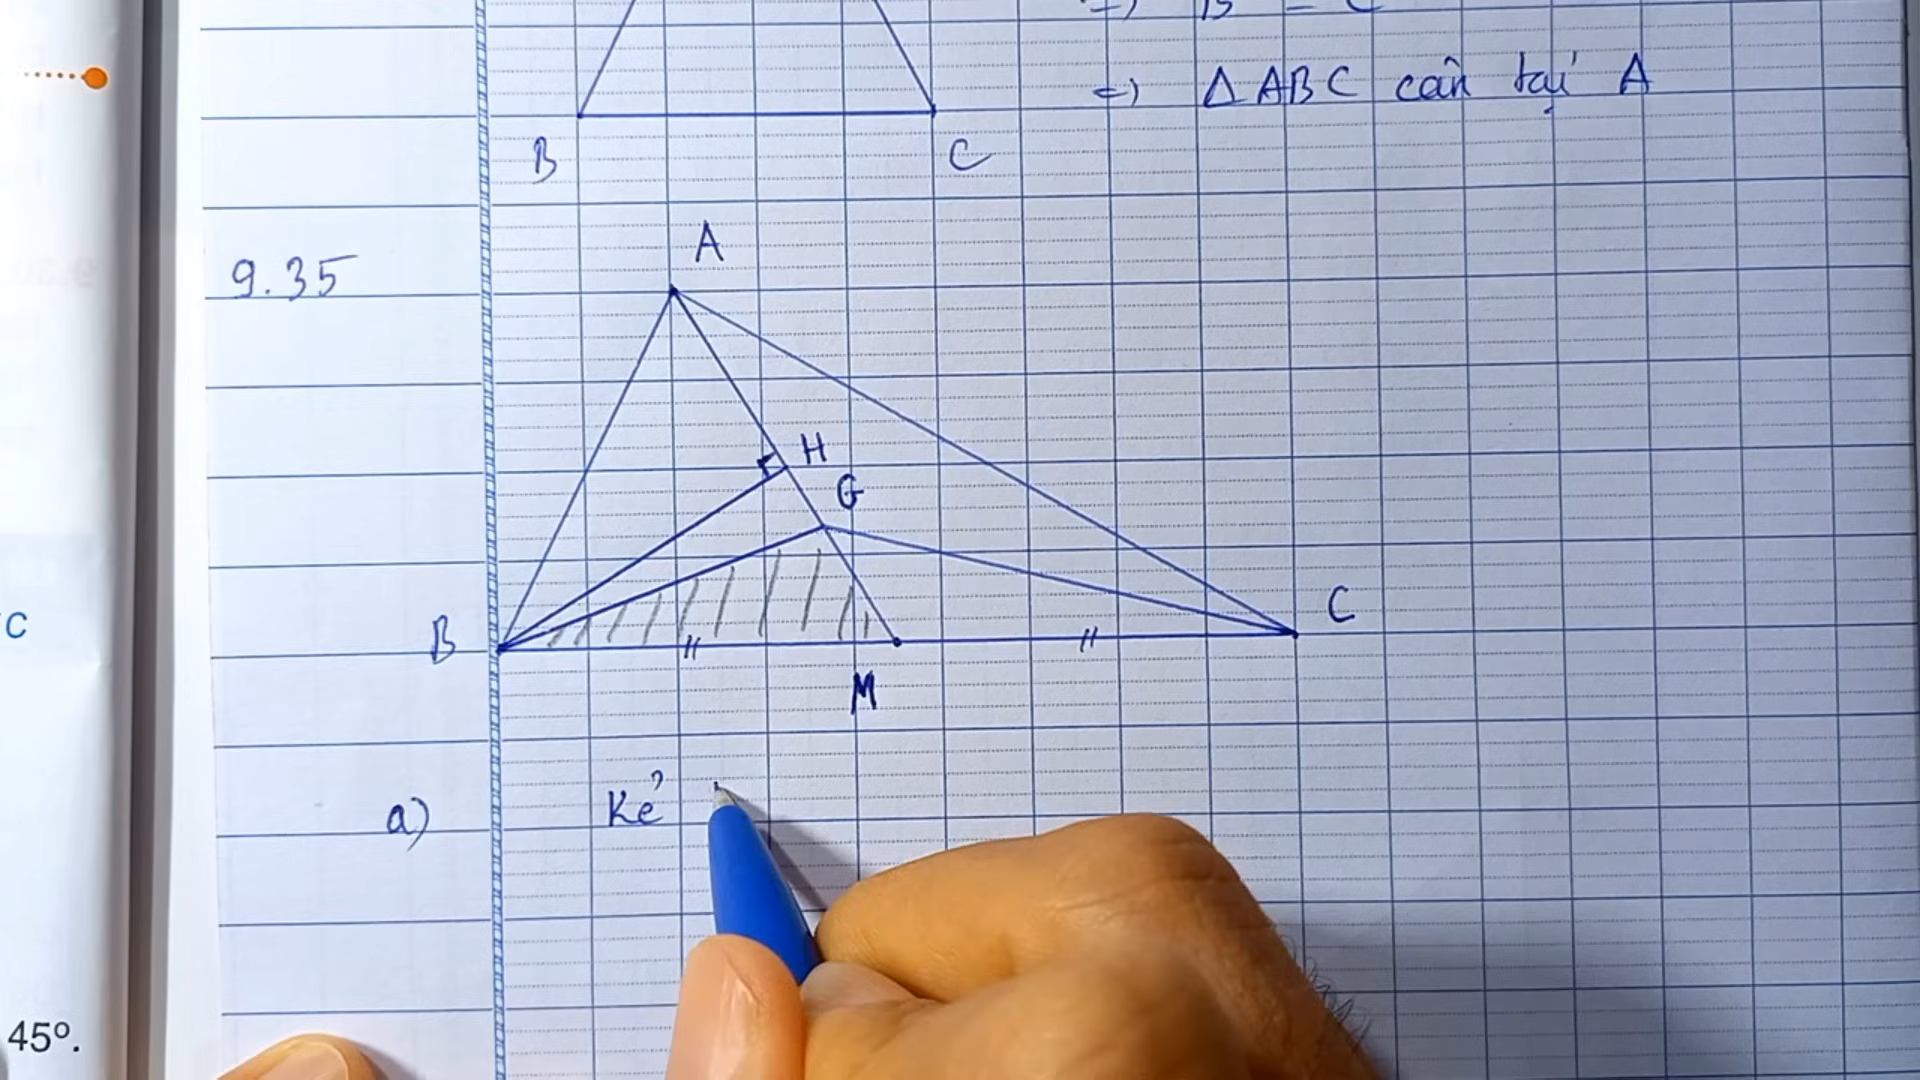 => ΔABC cân tại A
B C
9.35
A
H
G
B
C
M
C
a) Kẻ
45°.